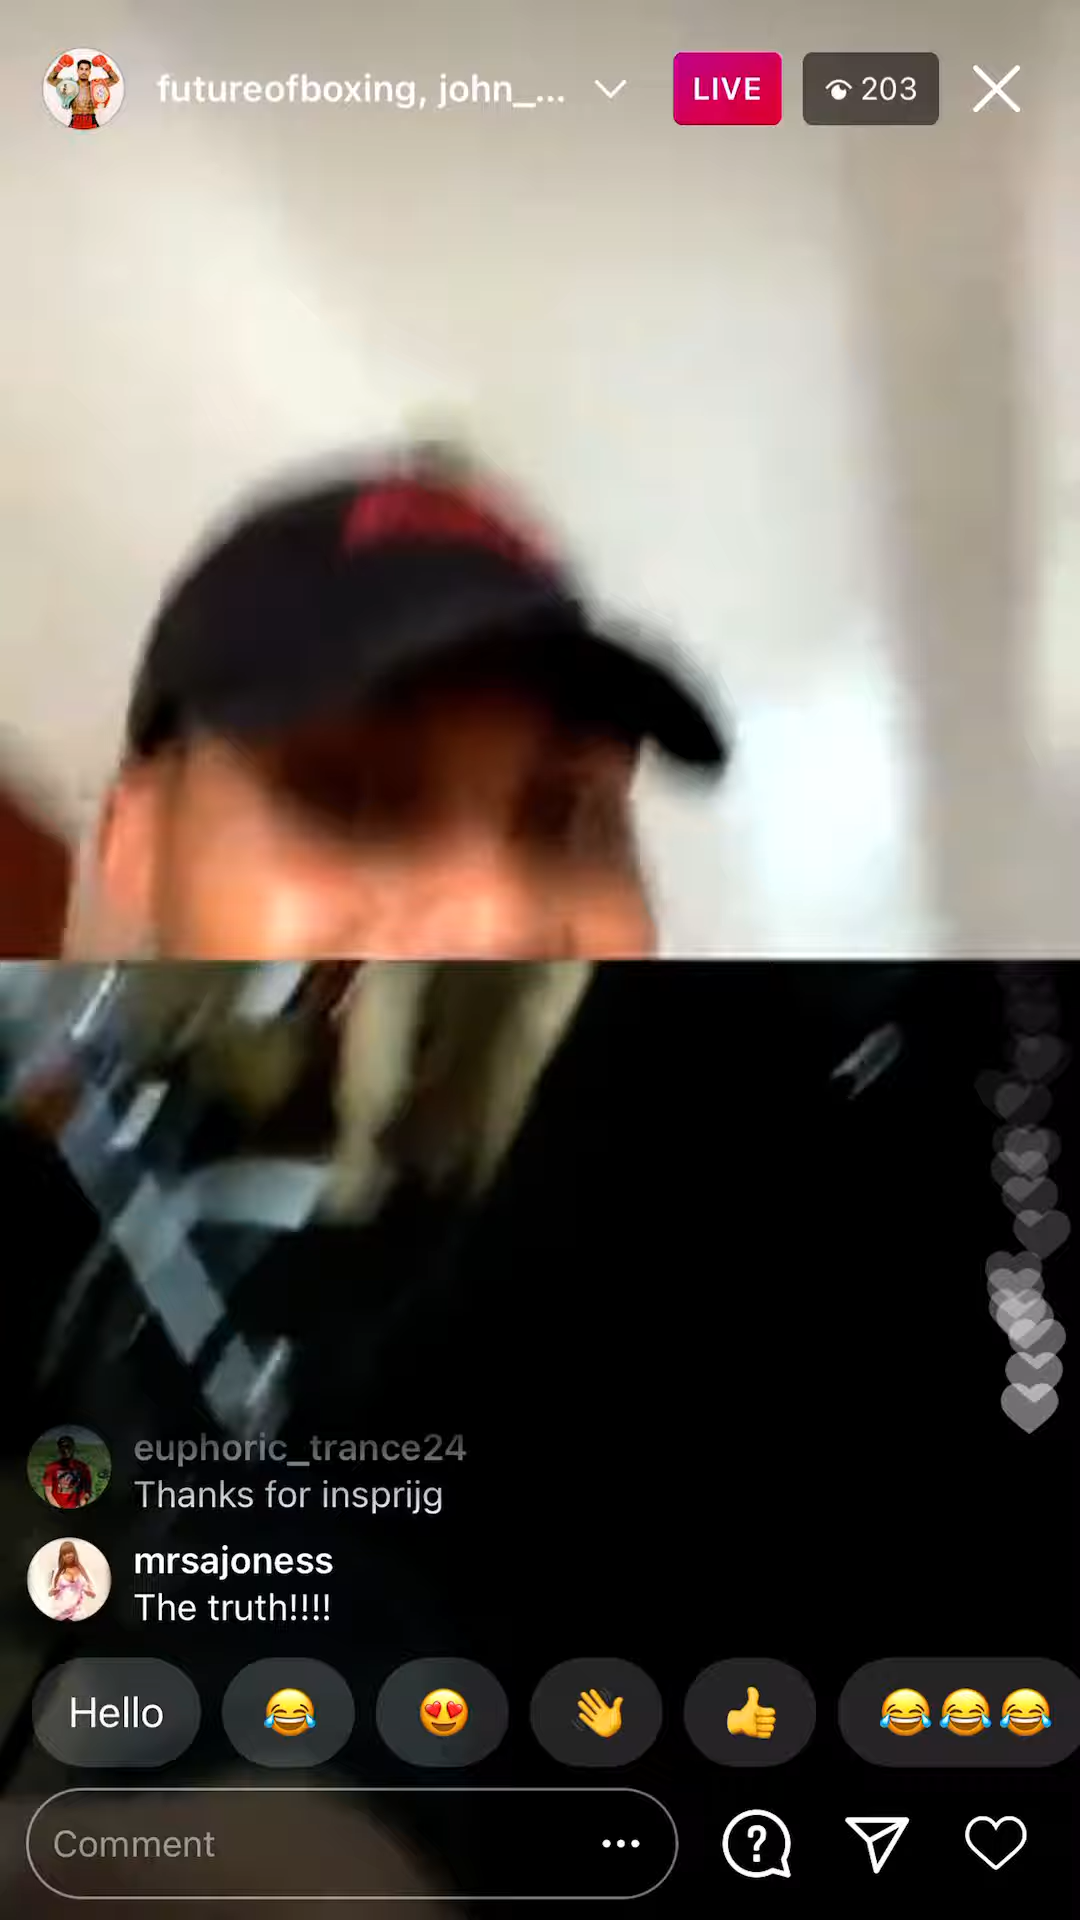 futureofboxing, john_...
LIVE
203
euphoric_trance24
Thanks for insprijg
mrsajoness
The truth!!!!
Hello
Comment